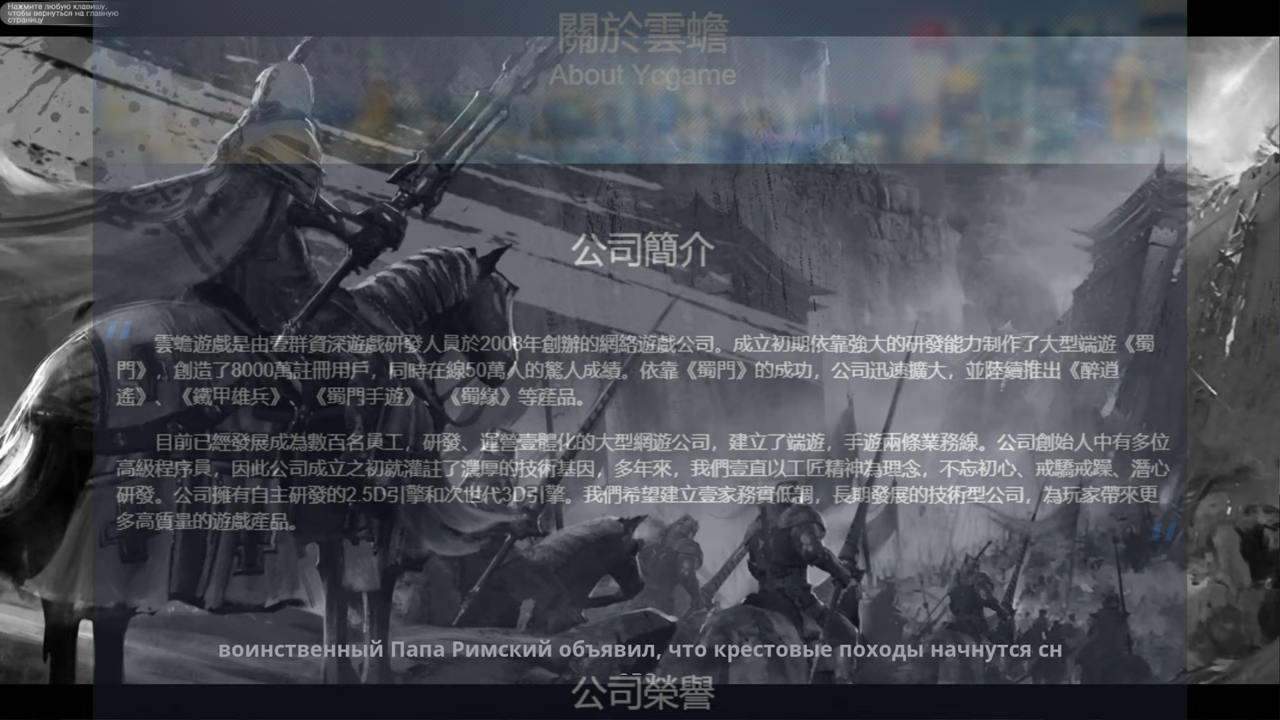 Нажмите любую клавишу,
чтобы вернуться на главную
страницу
關於雲蟾
About Ycgame
公司簡介
雲蟾遊戲是由壹群資深遊戲研發人員於2008年創辦的網絡遊戲公司。成立初期依靠強大的研發能力制作了大型端遊《蜀
門》，創造了8000萬註冊用戶，同時在線50萬人的驚人成績。依靠《蜀門》的成功，公司迅速擴大，並陸續推出《醉逍
遙》、《鐵甲雄兵》、《蜀門手遊》、《蜀緣》等產品。
目前已經發展成為數百名員工，研發、運營壹體化的大型網遊公司，建立了端遊，手遊兩條業務線。公司創始人中有多位
高級程序員，因此公司成立之初就灌註了濃厚的技術基因，多年來，我們壹直以工匠精神為理念，不忘初心、戒驕戒躁、潛心
研發。公司擁有自主研發的2.5D引擎和次世代3D引擎。我們希望建立壹家務實低調，長期發展的技術型公司，為玩家帶來更
多高質量的遊戲產品。
воинственный Папа Римский объявил, что крестовые походы начнутся сн
公司榮譽